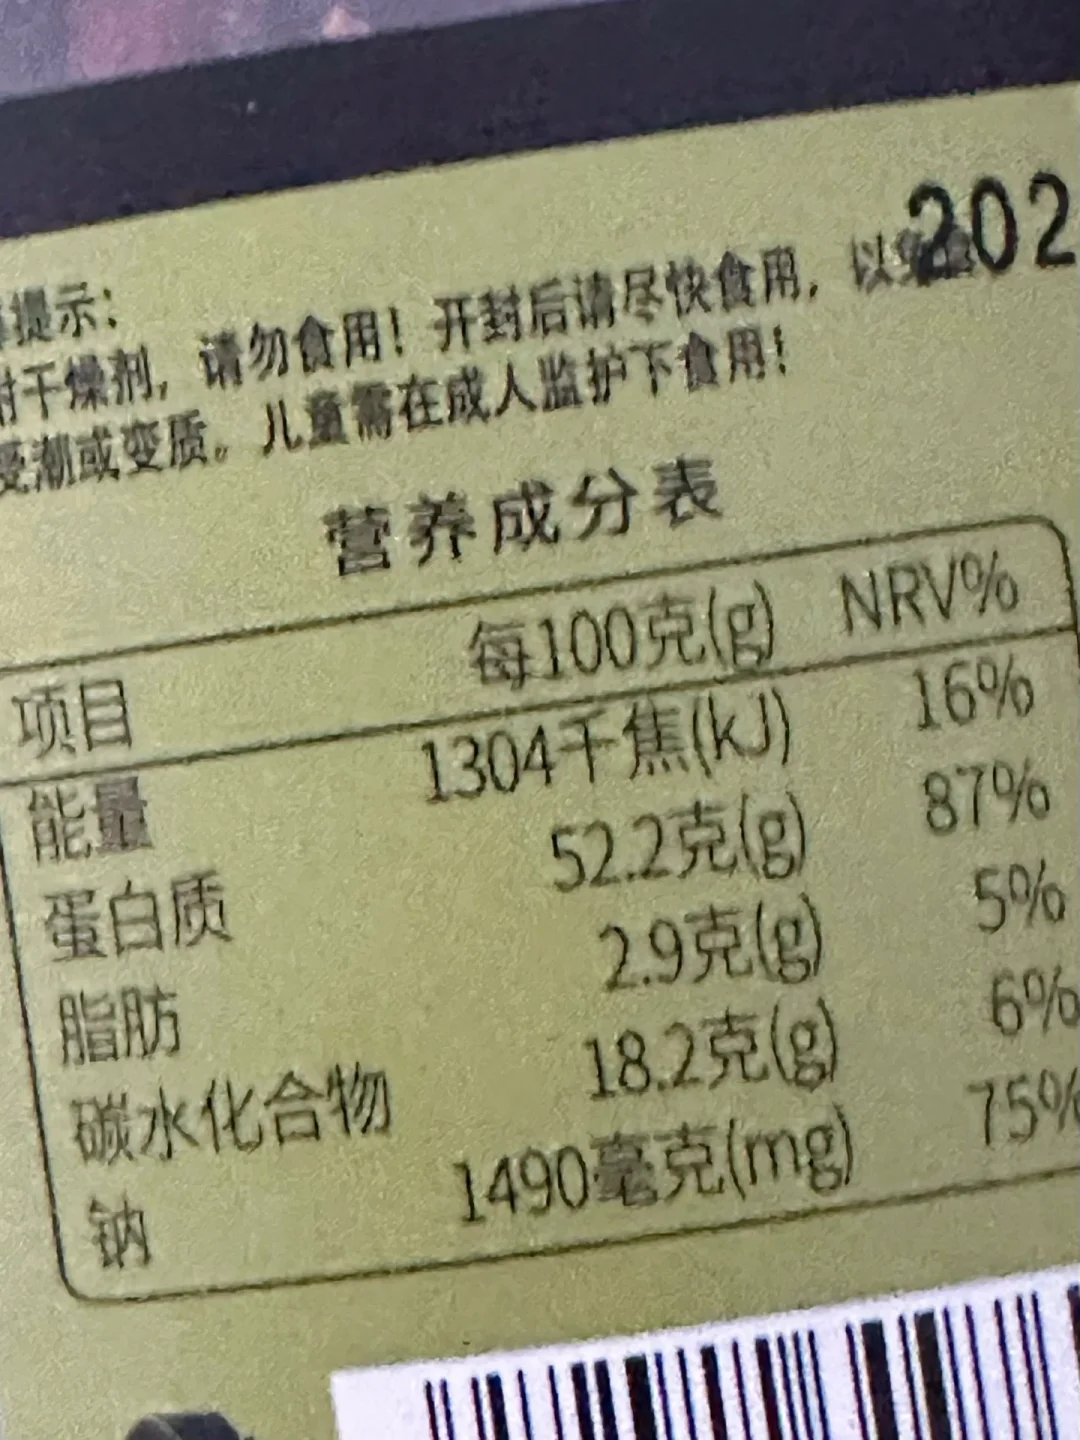 202
提示：
附干燥剂，请勿食用！开封后请尽快食用，以免
受潮或变质。儿童需在成人监护下食用！
营养成分表
项目 每100克(g) NRV%
能量 1304千焦(kJ) 16%
蛋白质 52.2克(g) 87%
脂肪 2.9克(g) 5%
碳水化合物 18.2克(g) 6%
钠 1490毫克(mg) 75%